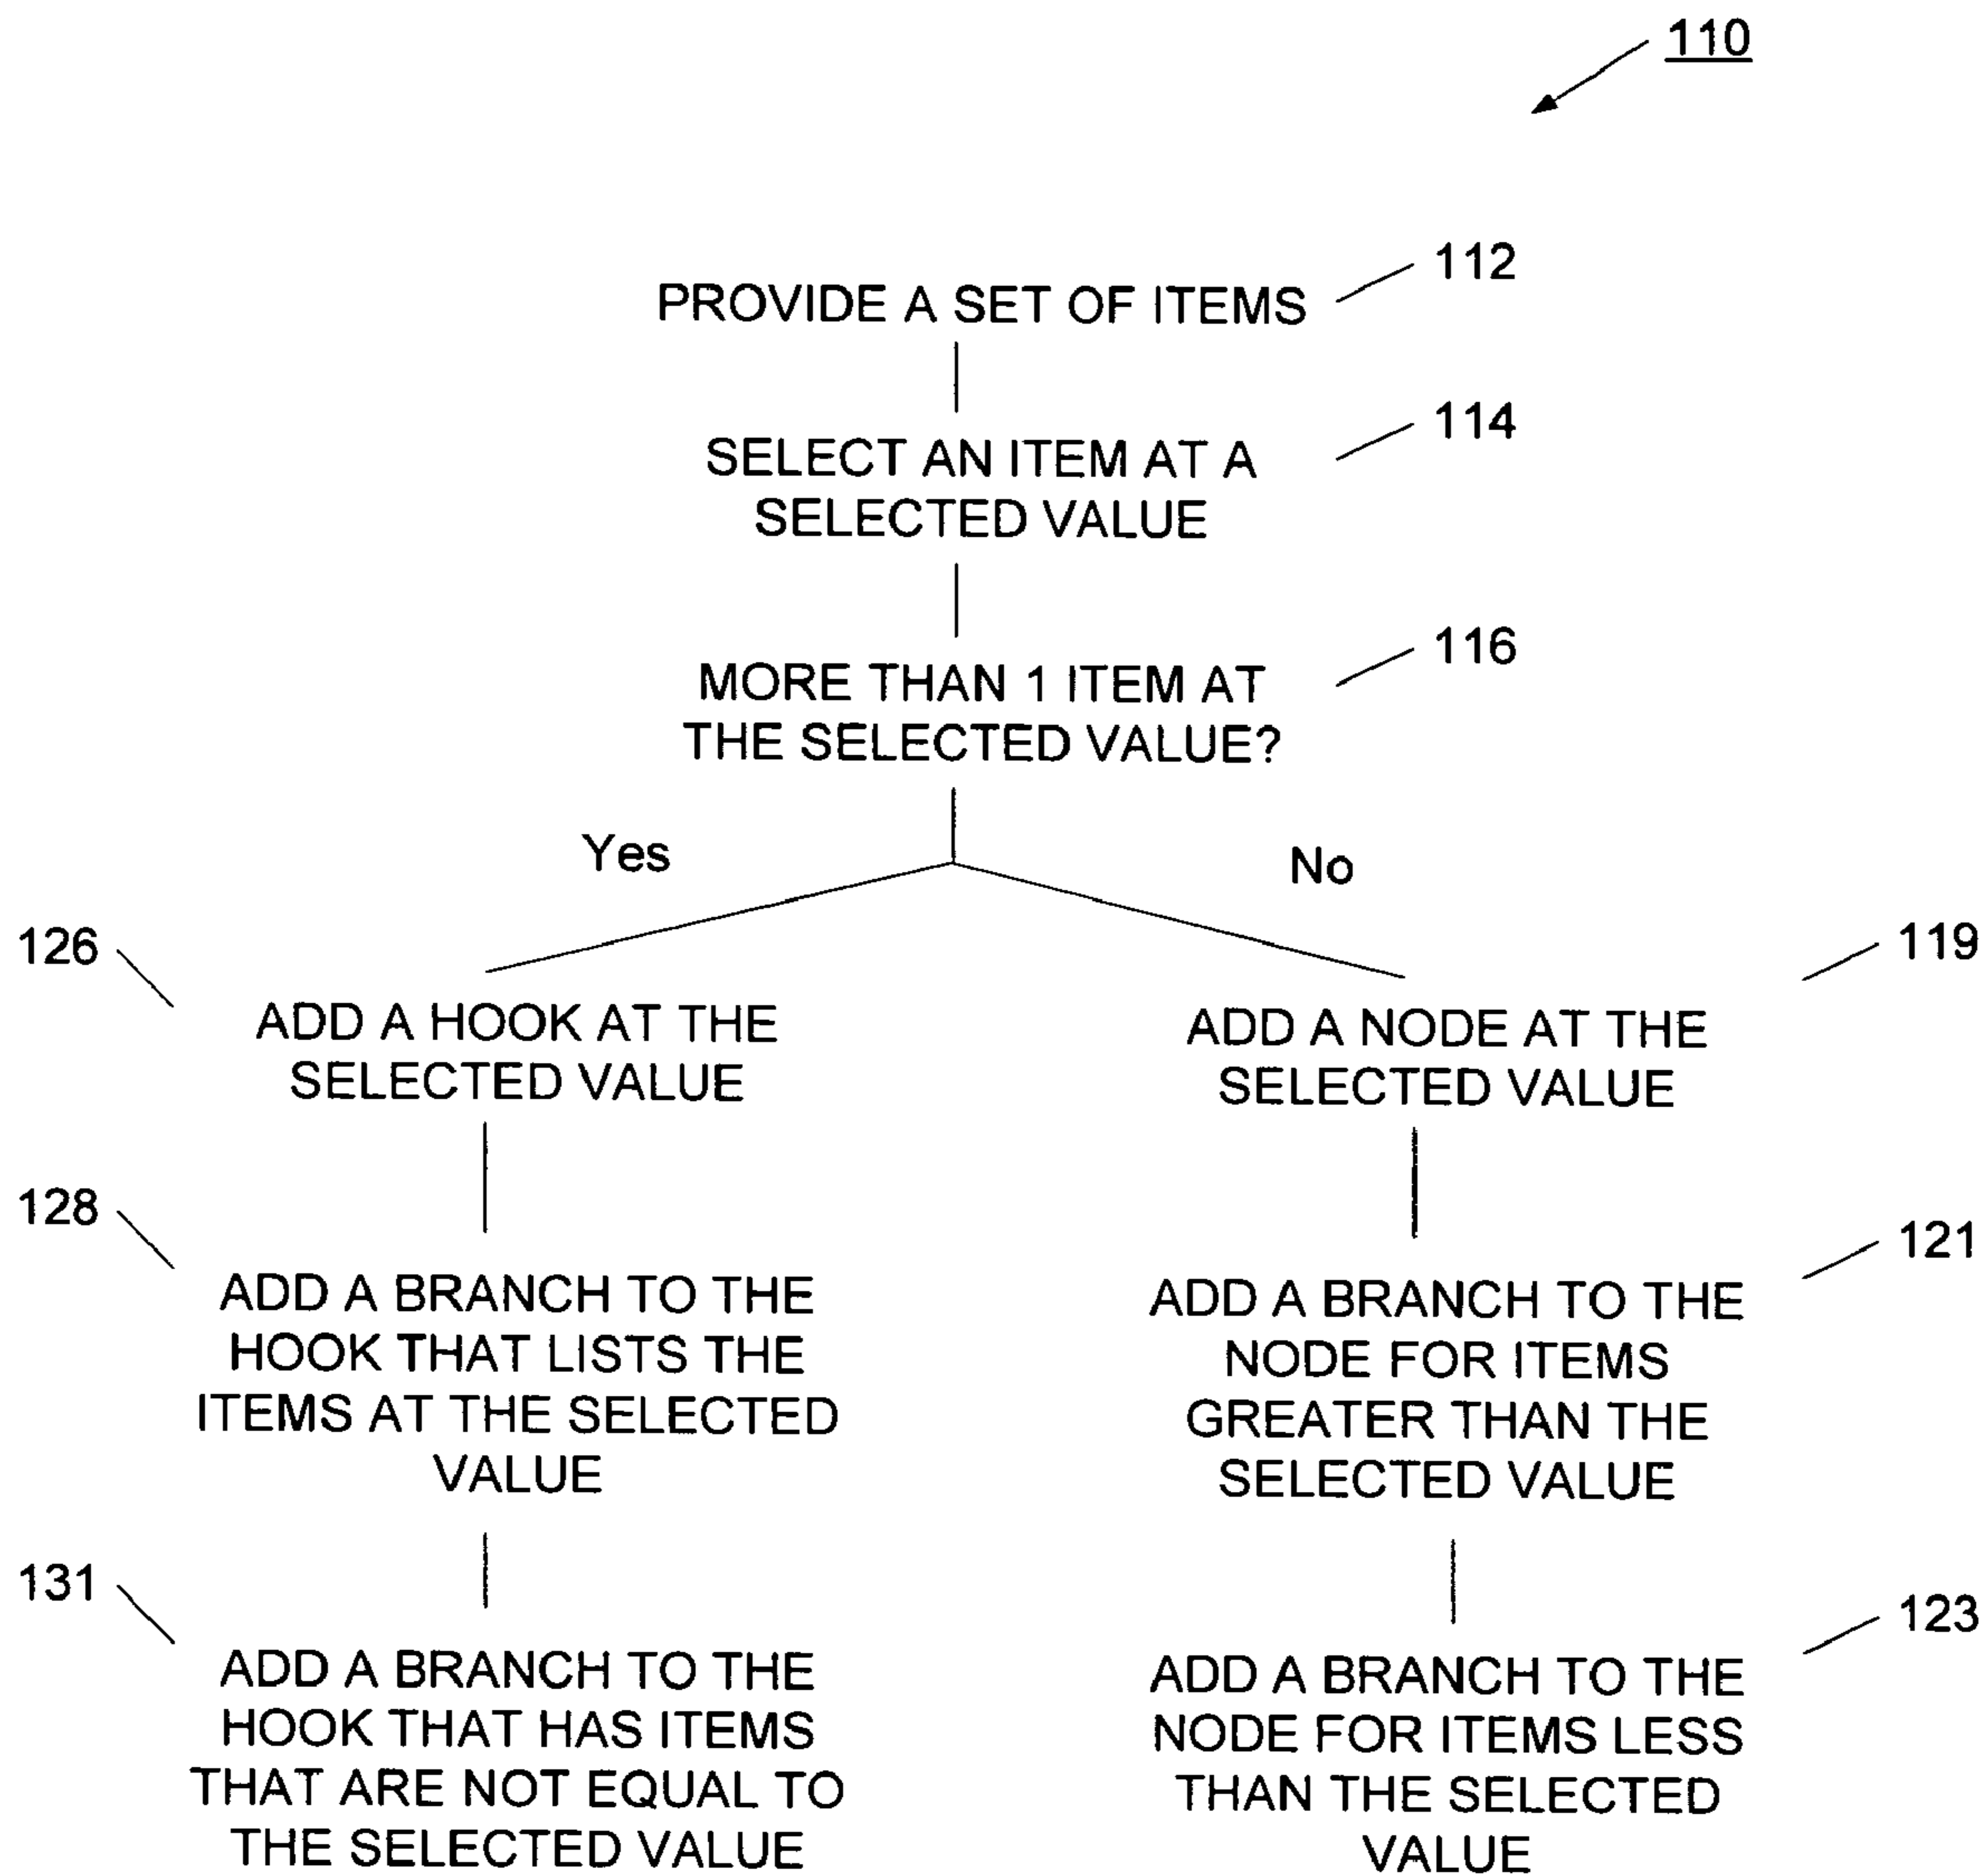 110
112
PROVIDE A SET OF ITEMS
114
SELECT AN ITEM AT A
SELECTED VALUE
116
MORE THAN 1 ITEM AT
THE SELECTED VALUE?
Yes
No
126
ADD A HOOK AT THE
SELECTED VALUE
119
ADD A NODE AT THE
SELECTED VALUE
128
ADD A BRANCH TO THE
HOOK THAT LISTS THE
ITEMS AT THE SELECTED
VALUE
121
ADD A BRANCH TO THE
NODE FOR ITEMS
GREATER THAN THE
SELECTED VALUE
131
ADD A BRANCH TO THE
HOOK THAT HAS ITEMS
THAT ARE NOT EQUAL TO
THE SELECTED VALUE
123
ADD A BRANCH TO THE
NODE FOR ITEMS LESS
THAN THE SELECTED
VALUE